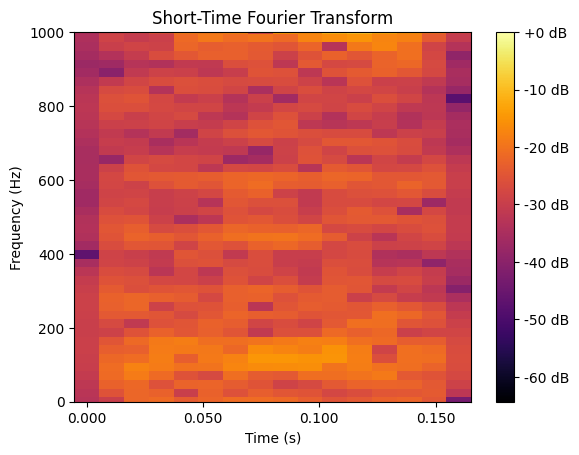 Short-Time Fourier Transform
1000
800
600
400
200
0
Frequency (Hz)
0.000
0.050
0.100
0.150
Time (s)
+0 dB
-10 dB
-20 dB
-30 dB
-40 dB
-50 dB
-60 dB